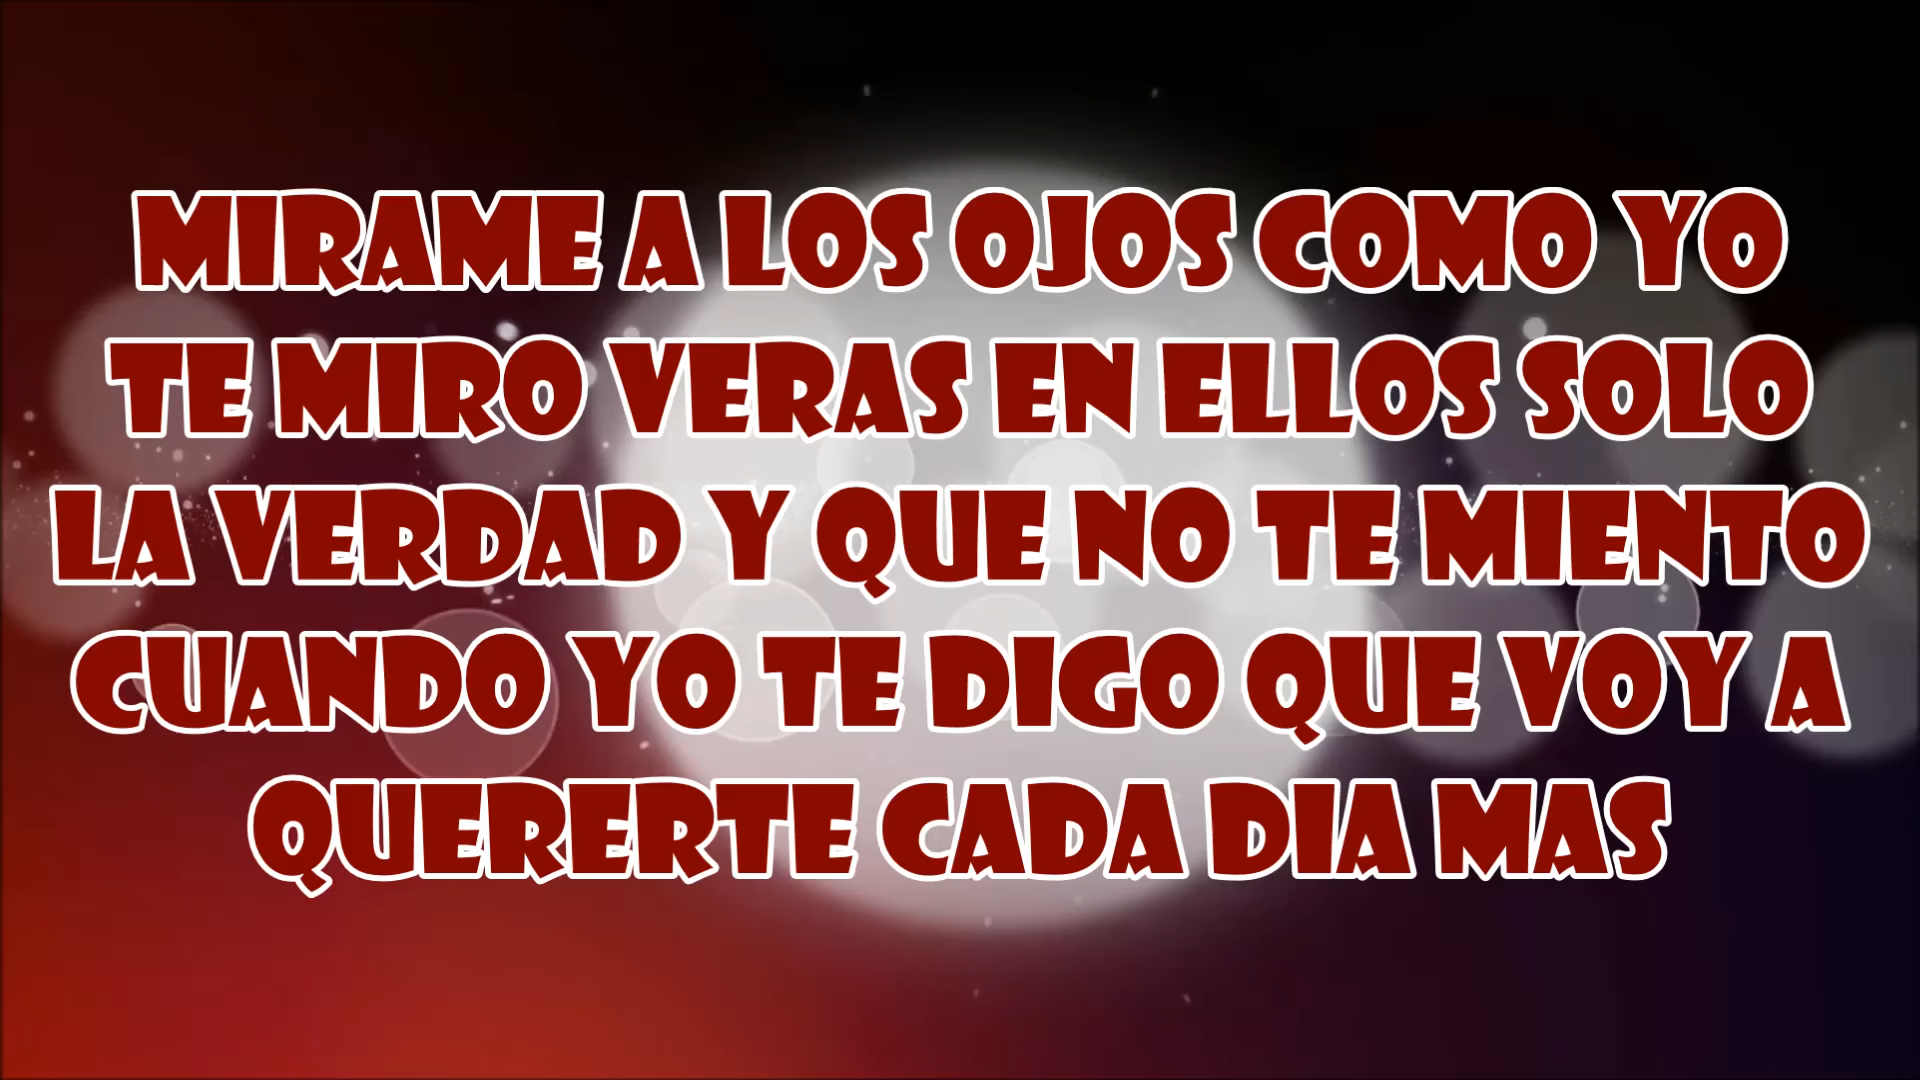 MIRAME A LOS OJOS COMO YO
TE MIRO VERAS EN ELLOS SOLO
LA VERDAD Y QUE NO TE MIENTO
CUANDO YO TE DIGO QUE VOY A
QUERERTE CADA DIA MAS